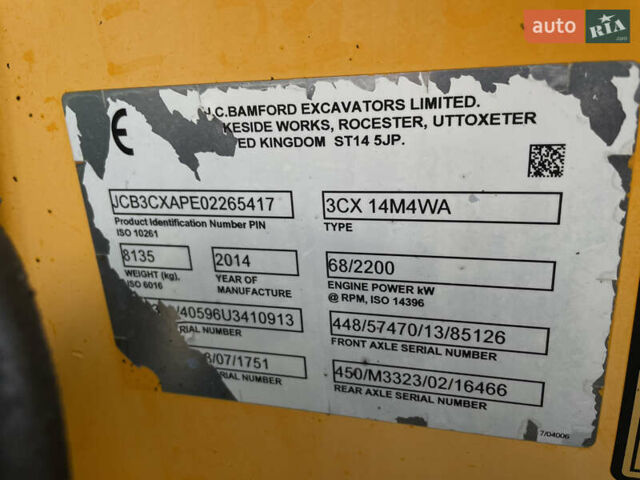 auto RIA
.com
J.C.BAMFORD EXCAVATORS LIMITED.
KESIDE WORKS, ROCESTER, UTTOXETER
ED KINGDOM ST14 5JP.
CE
JCB3CXAPE02265417
Product Identification Number PIN
ISO 10261
3CX 14M4WA
TYPE
8135
WEIGHT (kg),
ISO 6016
2014
YEAR OF
MANUFACTURE
68/2200
ENGINE POWER kW
@ RPM, ISO 14396
/40596U3410913
SERIAL NUMBER
448/57470/13/85126
FRONT AXLE SERIAL NUMBER
/07/1751
SERIAL NUMBER
450/M3323/02/16466
REAR AXLE SERIAL NUMBER
7/04006